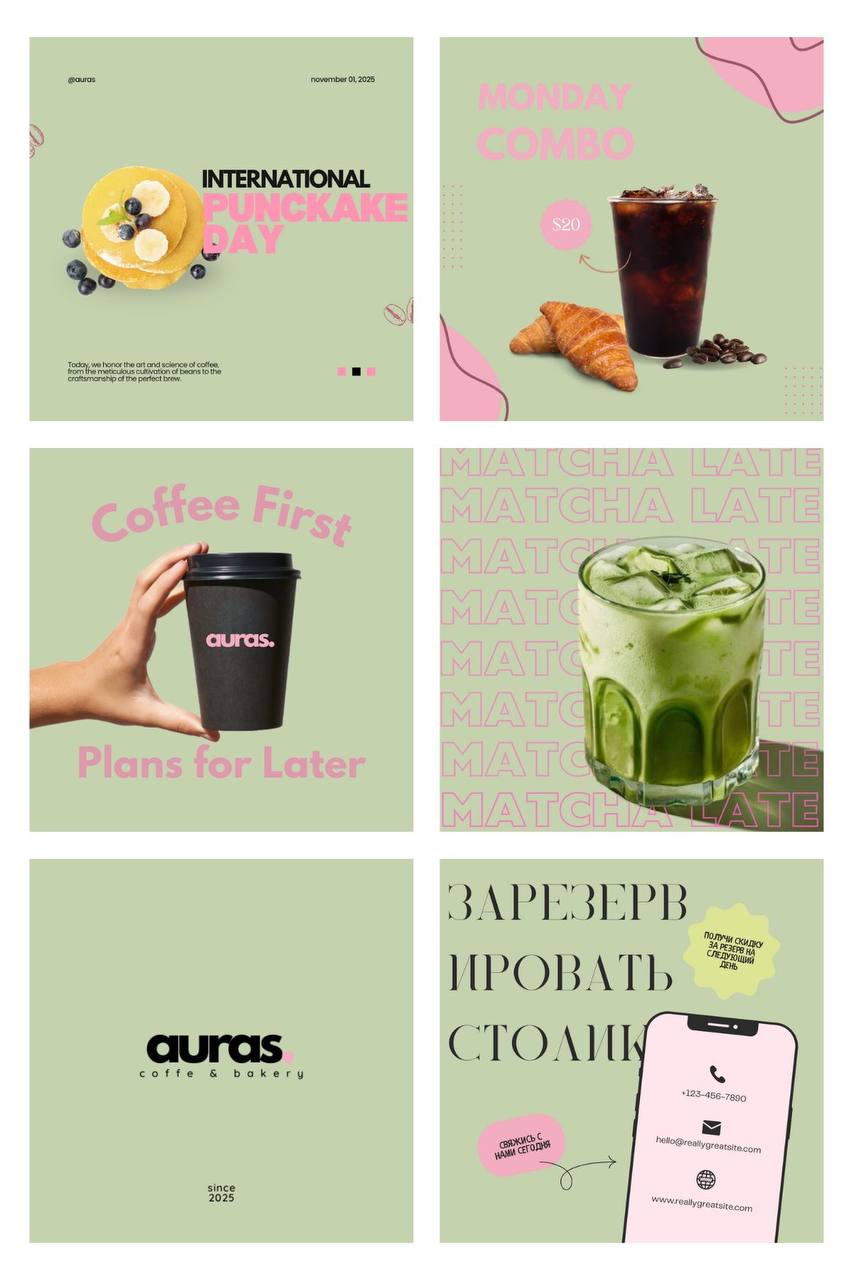 @auras
november 01, 2025
INTERNATIONAL
PUNCKAKE
DAY
Today, we honor the art and science of coffee,
from the meticulous cultivation of beans to the
craftsmanship of the perfect brew.
MONDAY
COMBO
$20
Coffee First
auras.
Plans for Later
MATCHA LATE
MATCHA LATE
MATCHA LATE
MATCHA LATE
MATCHA LATE
MATCHA LATE
MATCHA LATE
MATCHA LATE
auras.
coffe & bakery
since
2025
ЗАРЕЗЕРВ
ИРОВАТЬ
СТОЛИК
ПОЛУЧИ СКИДКУ
ЗА РЕЗЕРВ НА
СЛЕДУЮЩИЙ
ДЕНЬ
+123-456-7890
hello@reallygreatsite.com
www.reallygreatsite.com
СВЯЖИСЬ С
НАМИ СЕГОДНЯ